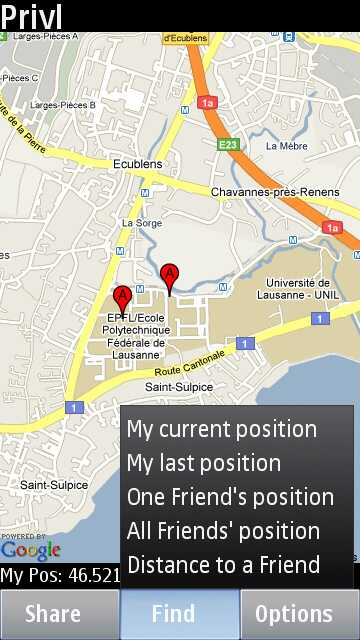 Privl
Larges-Pièces
d'Ecublens
-Pièces C
Larges-Pièces B
Route de la Pierre
1a
E23
La Mèbre
M
Ecublens
M
Chavannes-près-Renens
M
La Sorge
1a
M
M
M
A
A
Université de
Lausanne - UNIL
EPFL/Ecole
Polytechnique
Fédérale de
Lausanne
1
1
Route Cantonale
Saint-Sulpice
1
Saint-Sulpice
POWERED BY
Google
My current position
My last position
One Friend's position
All Friends' position
Distance to a Friend
My Pos: 46.521
Share
Find
Options